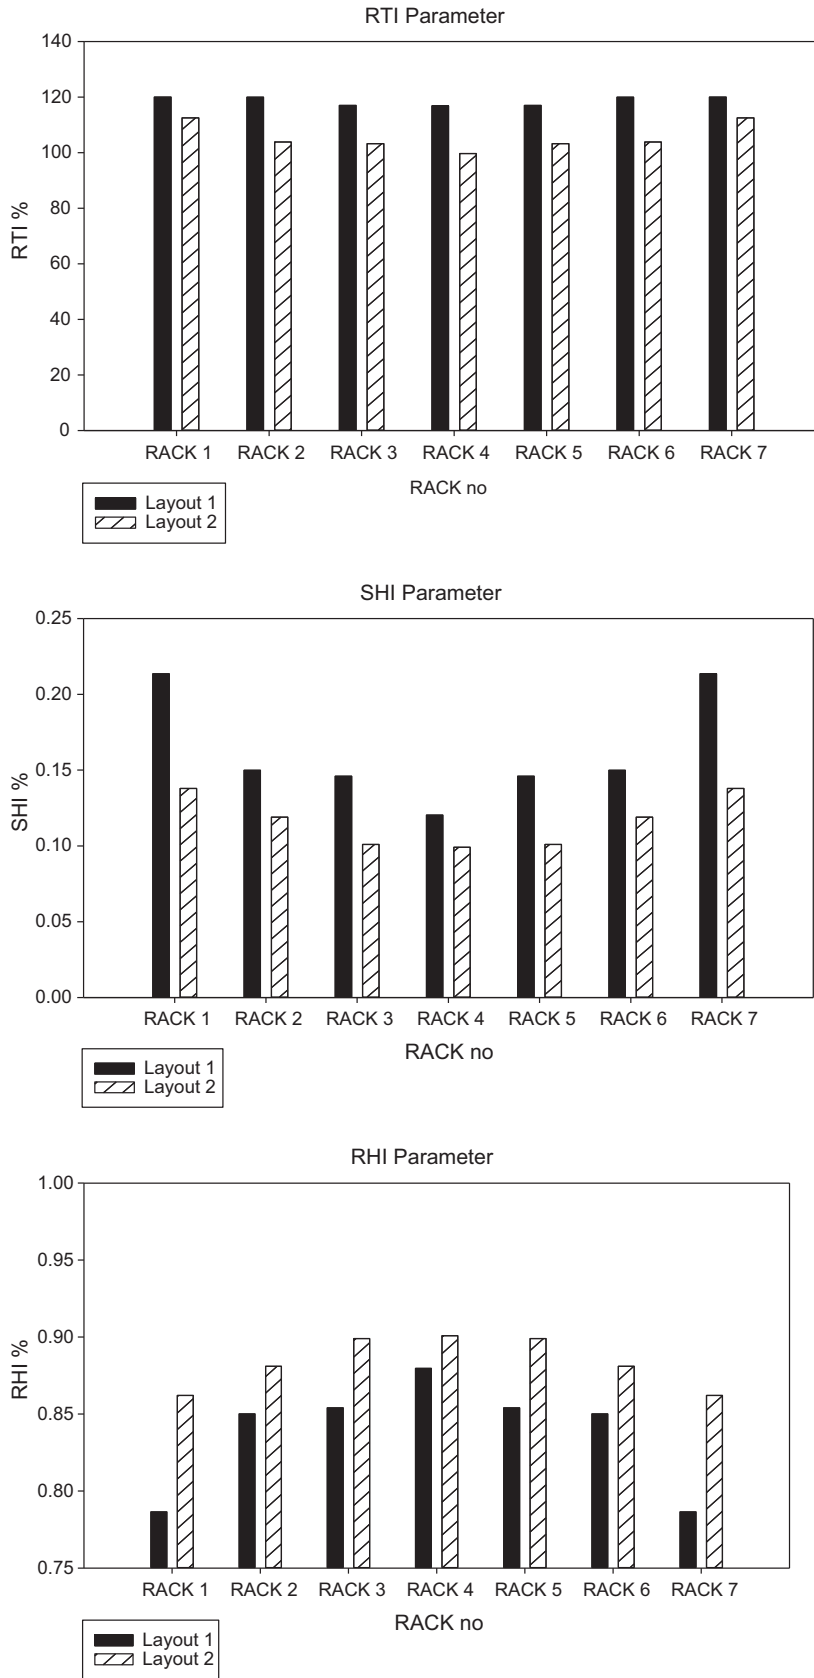 RTI Parameter
140
120
100
80
60
40
20
0
RTI %
RACK 1 RACK 2 RACK 3 RACK 4 RACK 5 RACK 6 RACK 7
RACK no
Layout 1
Layout 2
SHI Parameter
0.25
0.20
0.15
0.10
0.05
0.00
SHI %
RACK 1 RACK 2 RACK 3 RACK 4 RACK 5 RACK 6 RACK 7
RACK no
Layout 1
Layout 2
RHI Parameter
1.00
0.95
0.90
0.85
0.80
0.75
RHI %
RACK 1 RACK 2 RACK 3 RACK 4 RACK 5 RACK 6 RACK 7
RACK no
Layout 1
Layout 2